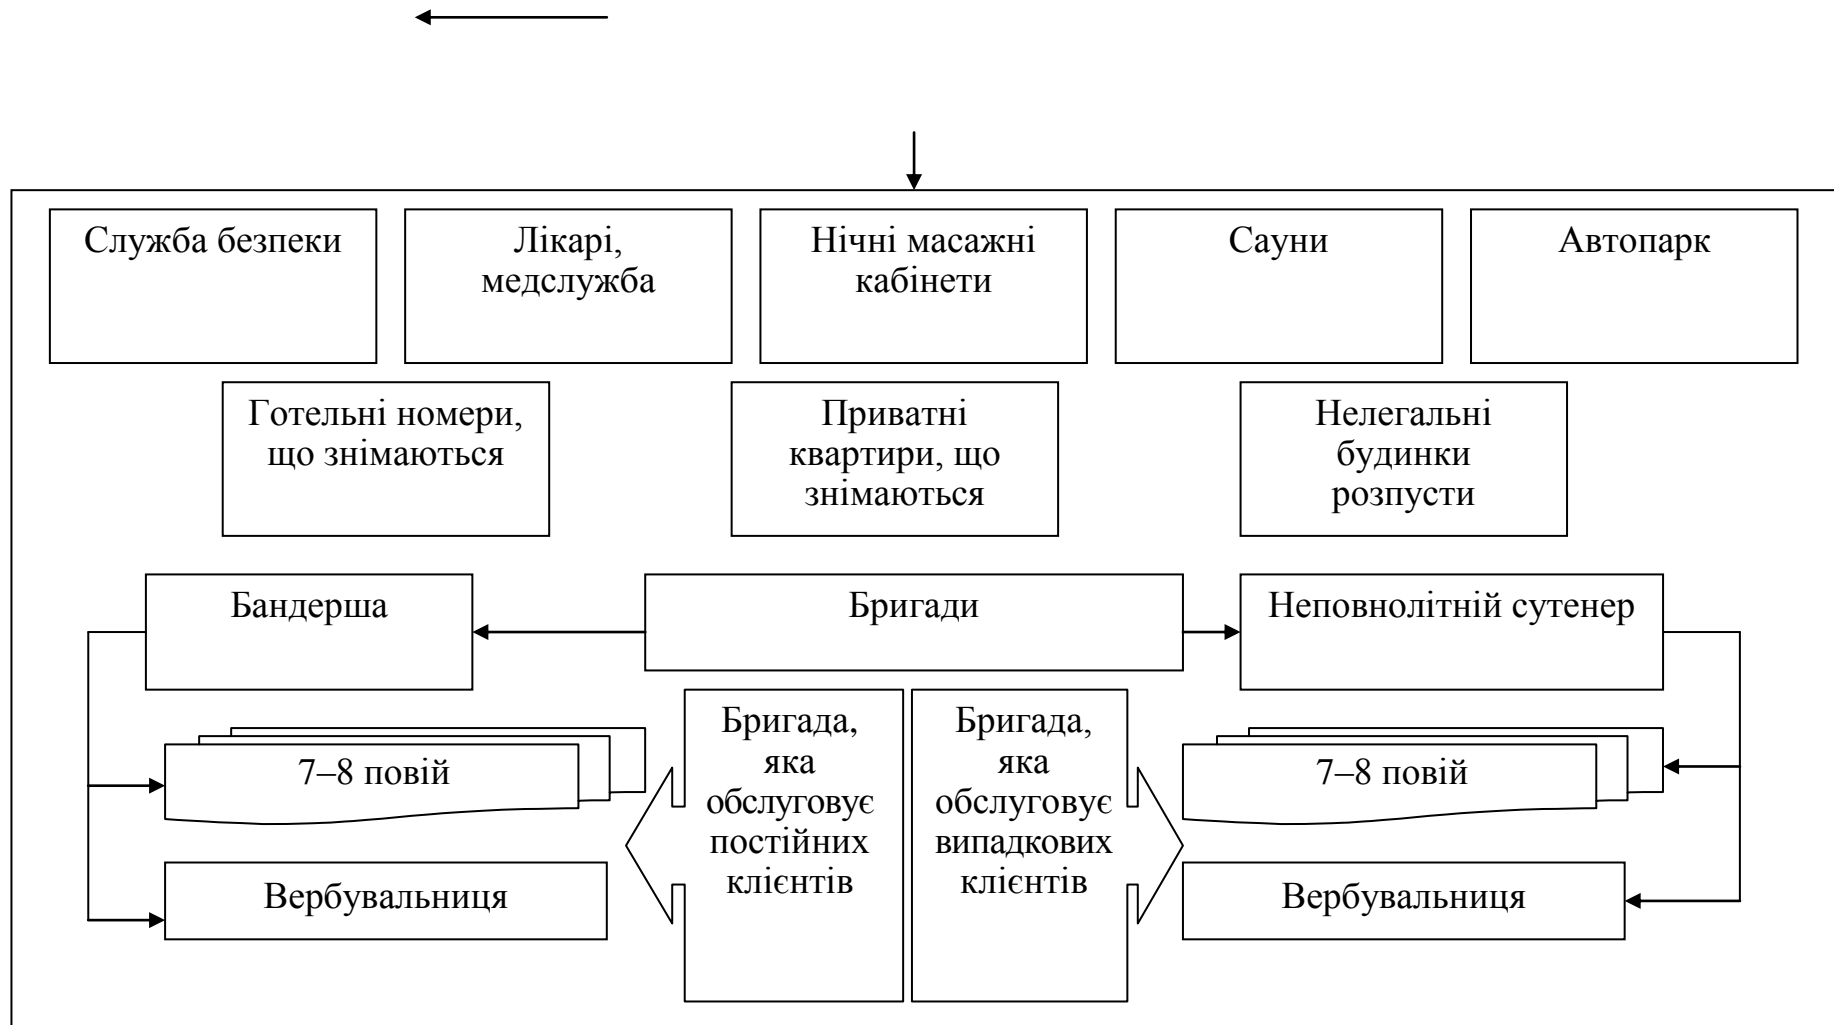 Служба безпеки
Лікарі,
медслужба
Нічні масажні
кабінети
Сауни
Автопарк
Готельні номери,
що знімаються
Приватні
квартири, що
знімаються
Нелегальні
будинки
розпусти
Бандерша
Бригади
Неповнолітній сутенер
7–8 повій
Вербувальниця
Бригада,
яка
обслуговує
постійних
клієнтів
Бригада,
яка
обслуговує
випадкових
клієнтів
7–8 повій
Вербувальниця